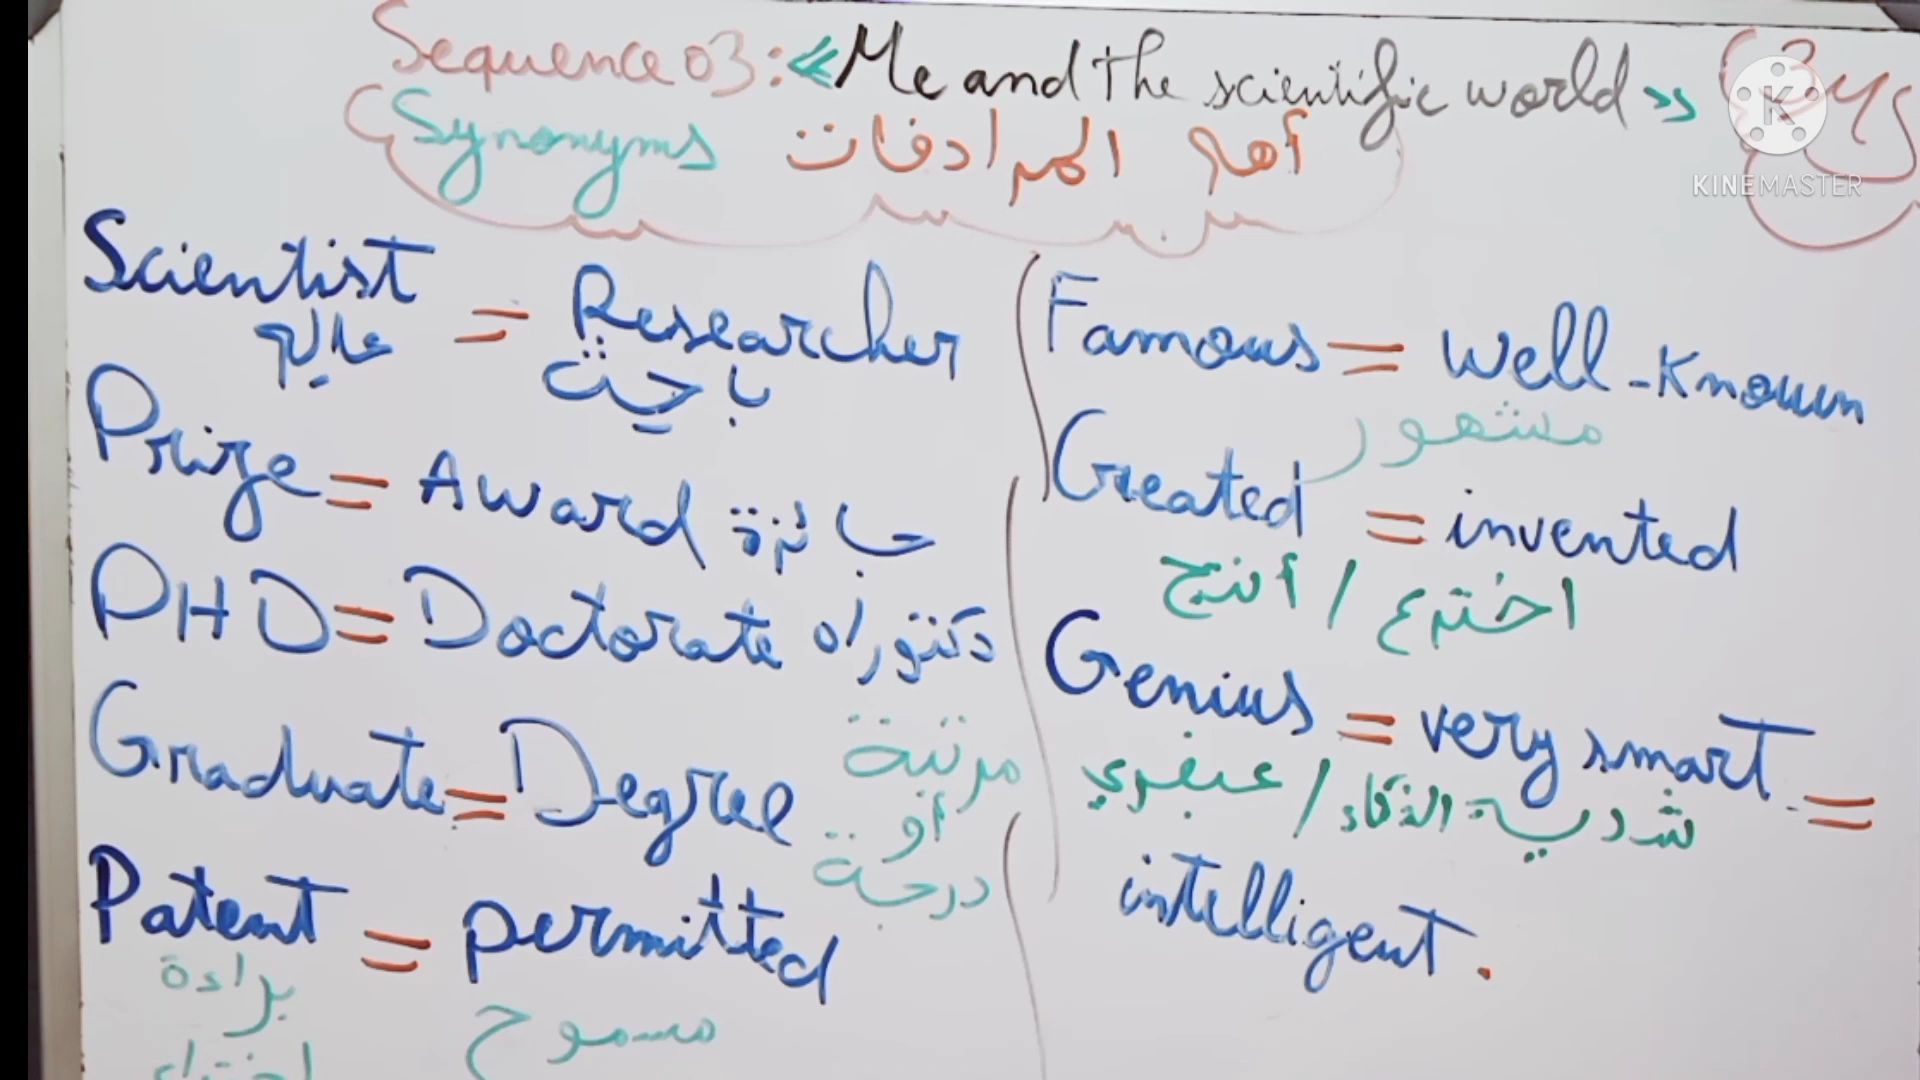 Sequence 03: «Me and the scientific world»
Synonyms أهم المرادفات
KINEMASTER
Scientist = Researcher
عالم باحث
Prize = Award جائزة
PHD = Doctorate دكتوراه
Graduate = Degree مرتبة
أو
درجة
Patent = permitted
براءة مسموح
Famous = well-known
مشهور
Created = invented
اخترع / أنتج
Genius = very smart =
شديد الذكاء / عبقري
intelligent.